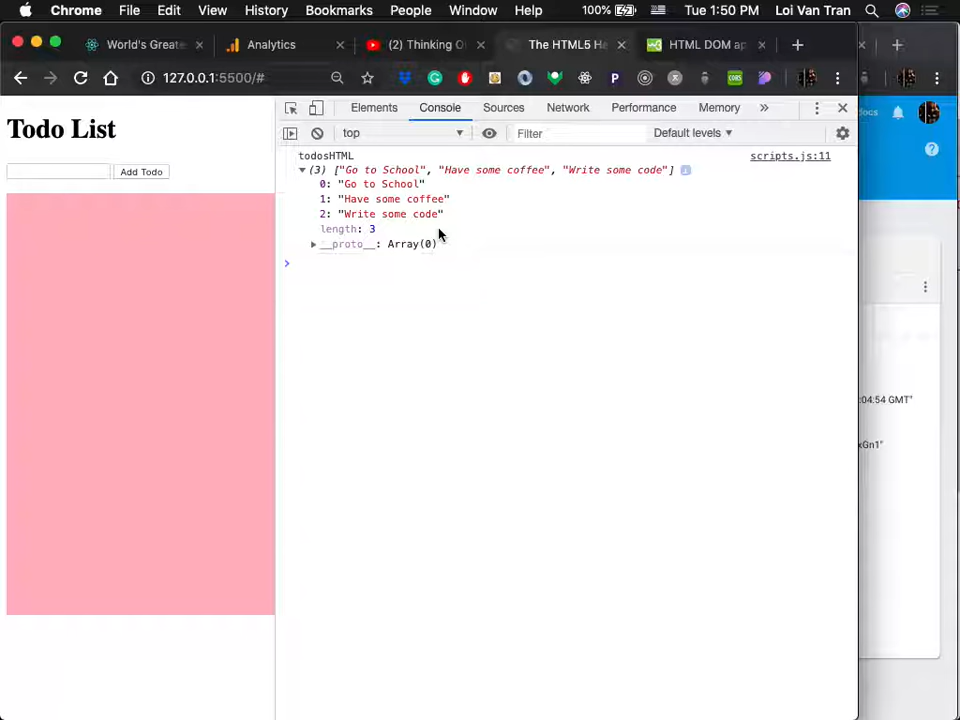 Chrome File Edit View History Bookmarks People Window Help 100% Tue 1:50 PM Loi Van Tran
World's Greate
Analytics
(2) Thinking O
The HTML5 He
HTML DOM ap
127.0.0.1:5500/#
Elements Console Sources Network Performance Memory »
top Filter Default levels
docs
Todo List
Add Todo
todosHTML scripts.js:11
(3) ["Go to School", "Have some coffee", "Write some code"]
0: "Go to School"
1: "Have some coffee"
2: "Write some code"
length: 3
__proto__: Array(0)
:04:54 GMT"
xGn1"